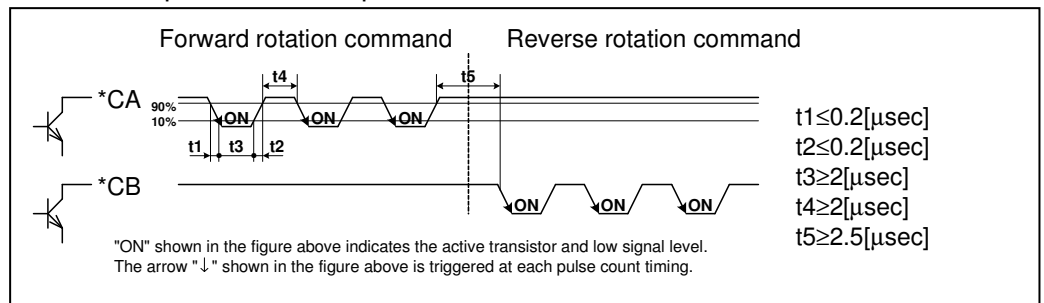 Forward rotation command
Reverse rotation command
t4
t5
*CA
90%
10%
ON
ON
ON
t1
t3
t2
t1≤0.2[μsec]
t2≤0.2[μsec]
t3≥2[μsec]
t4≥2[μsec]
t5≥2.5[μsec]
*CB
ON
ON
ON
"ON" shown in the figure above indicates the active transistor and low signal level.
The arrow "↓" shown in the figure above is triggered at each pulse count timing.